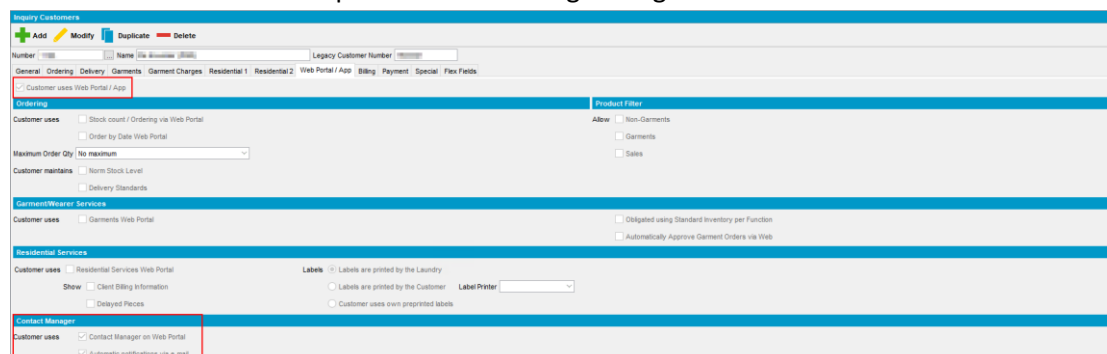 Inquiry Customers
Add Modify Duplicate Delete
Number ... Name Legacy Customer Number
General Ordering Delivery Garments Garment Charges Residential 1 Residential 2 Web Portal / App Billing Payment Special Flex Fields
Customer uses Web Portal / App
Ordering Product Filter
Customer uses Stock count / Ordering via Web Portal Allow Non-Garments
Order by Date Web Portal Garments
Maximum Order Qty No maximum Sales
Customer maintains Norm Stock Level
Delivery Standards
Garment/Wearer Services
Customer uses Garments Web Portal Obligated using Standard Inventory per Function
Automatically Approve Garment Orders via Web
Residential Services
Customer uses Residential Services Web Portal Labels Labels are printed by the Laundry
Show Client Billing Information Labels are printed by the Customer Label Printer
Delayed Pieces Customer uses own preprinted labels
Contact Manager
Customer uses Contact Manager on Web Portal
Automatic notifications via e-mail